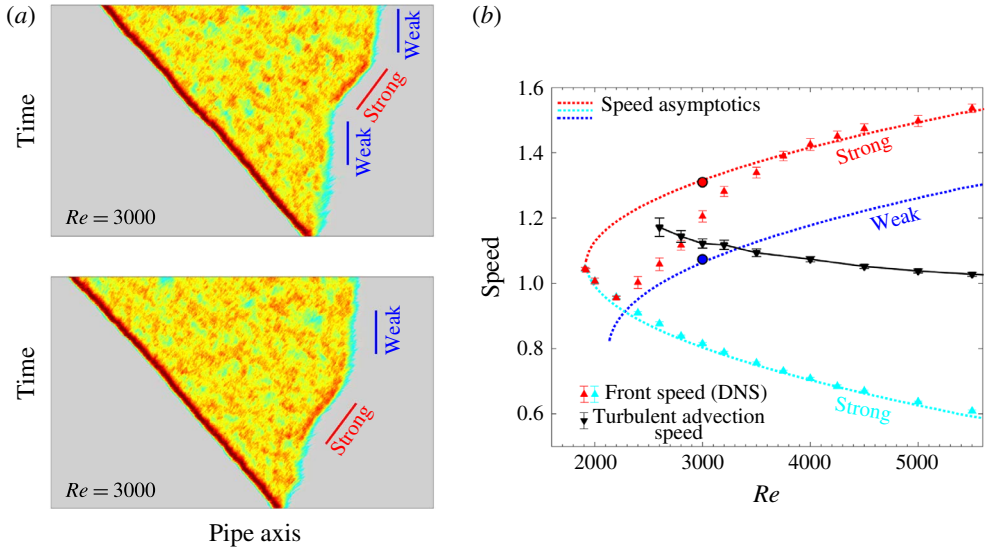 (a)
Weak
Strong
Weak
Time
Re = 3000
Weak
Strong
Time
Re = 3000
Pipe axis
(b)
1.6
1.4
1.2
1.0
0.8
0.6
Speed
Speed asymptotics
Strong
Weak
Front speed (DNS)
Turbulent advection
speed
Strong
2000 3000 4000 5000
Re